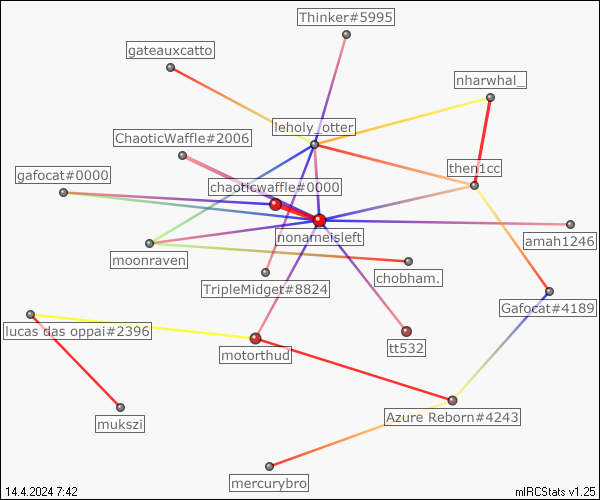 Thinker#5995
gateauxcatto
nharwhal_
leholy_otter
ChaoticWaffle#2006
then1cc
gafocat#0000
chaoticwaffle#0000
nonameisleft
amah1246
moonraven
chobham.
TripleMidget#8824
Gafocat#4189
lucas das oppai#2396
tt532
motorthud
Azure Reborn#4243
mukszi
mercurybro
14.4.2024 7:42
mIRCStats v1.25